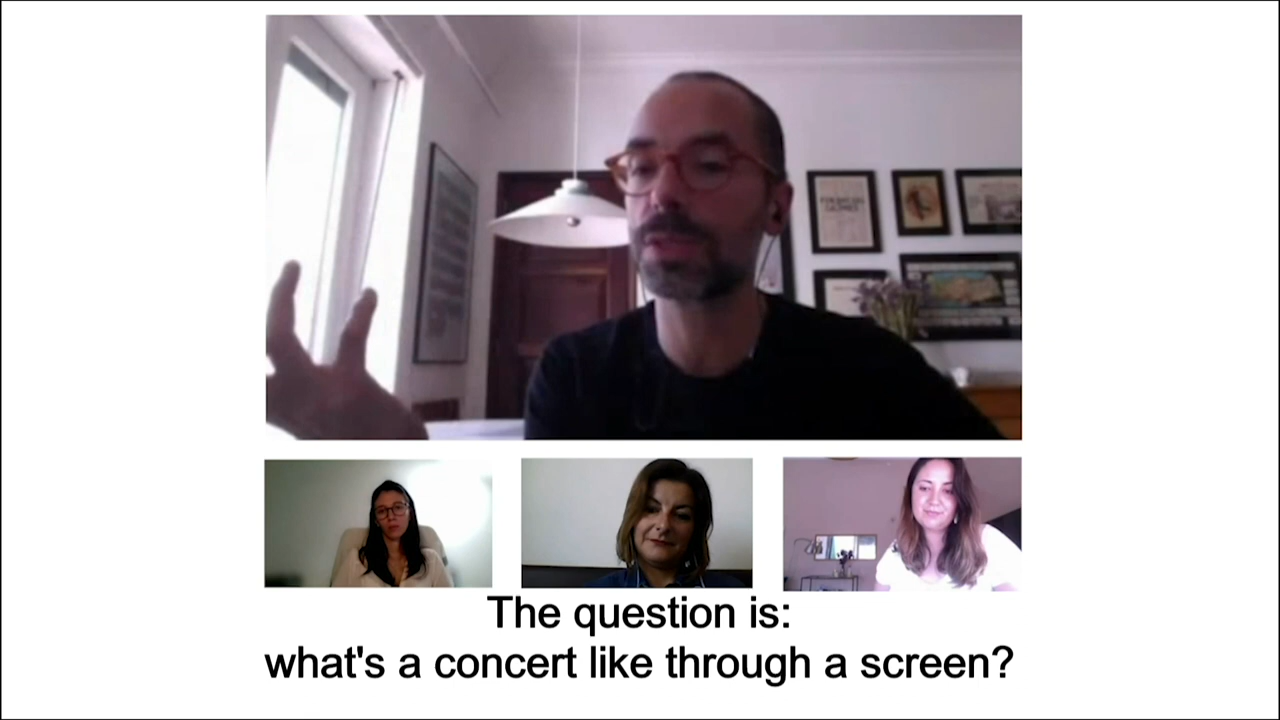 The question is:
what's a concert like through a screen?